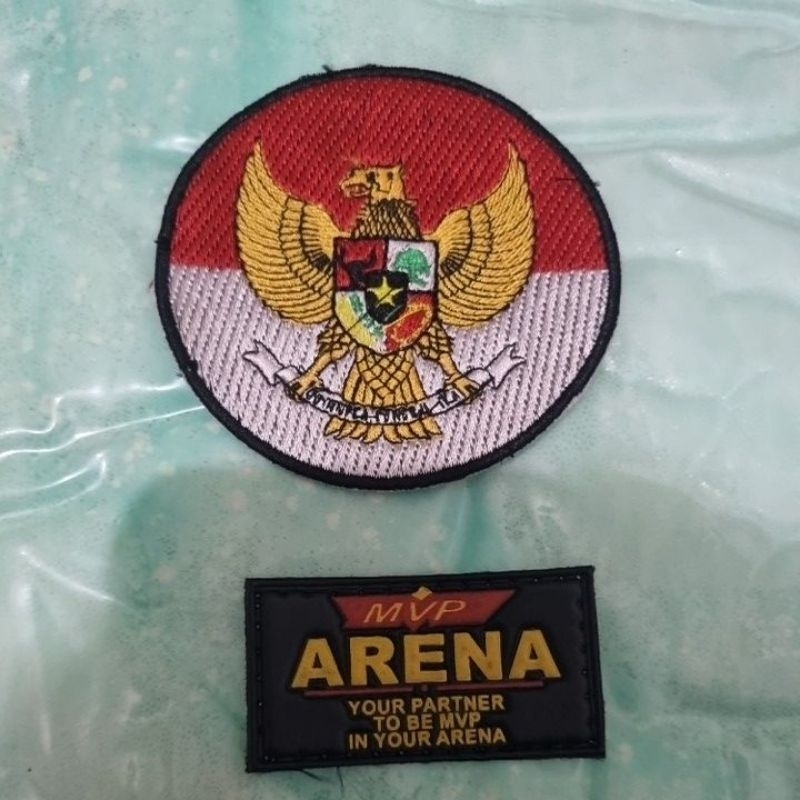 MVP
ARENA
YOUR PARTNER
TO BE MVP
IN YOUR ARENA